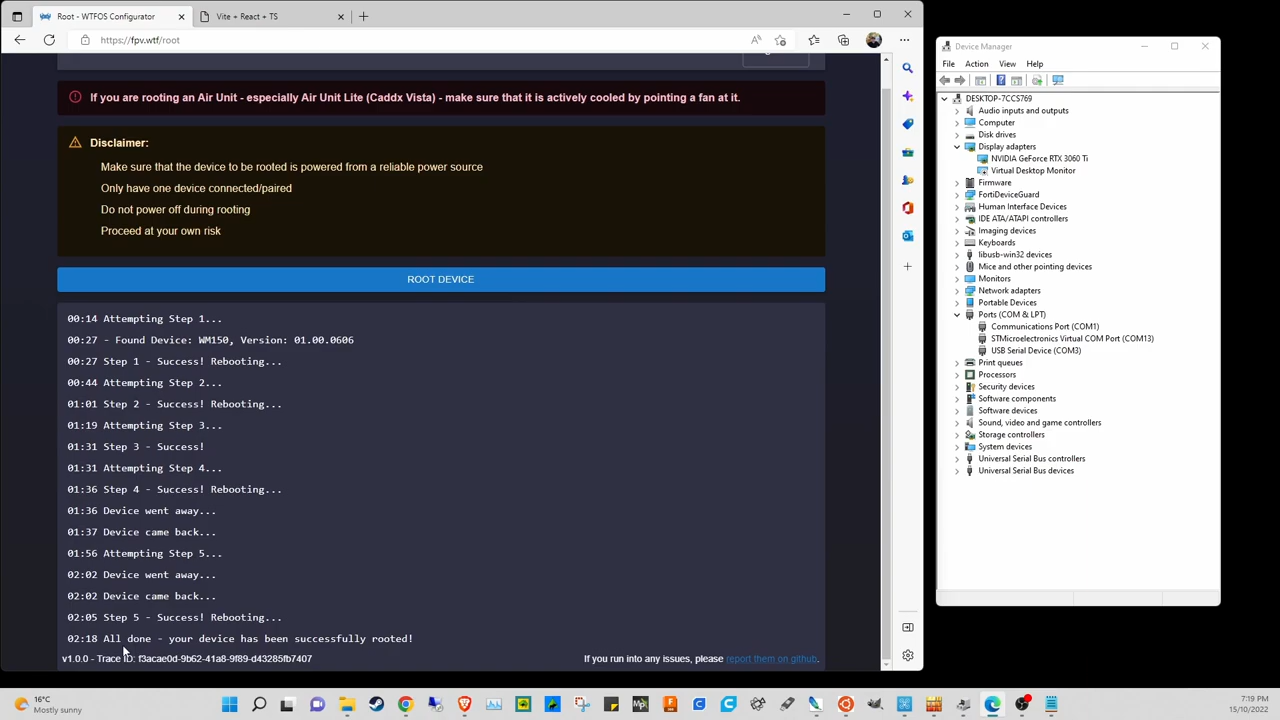 Root - WTFOS Configurator
Vite + React + TS
https://fpv.wtf/root
If you are rooting an Air Unit or Air Unit Lite (Caddx Vista) - make sure that it is being cooled by pointing a fan at it.
Disclaimer:
Make sure that the device to be rooted has a reliable power source
Only have one device connected/paired
Do not power off during rooting
Proceed at your own risk
ROOT DEVICE
00:14 Attempting Step 1...
00:27 - Found Device: WM150, Version: 01.00.0606
00:27 Step 1 - Success! Rebooting...
00:44 Attempting Step 2...
01:01 Step 2 - Success! Rebooting...
01:19 Attempting Step 3...
01:31 Step 3 - Success!
01:31 Attempting Step 4...
01:36 Step 4 - Success! Rebooting...
01:36 Device went away...
01:37 Device came back...
01:56 Attempting Step 5...
02:02 Device went away...
02:02 Device came back...
02:05 Step 5 - Success! Rebooting...
02:18 All done - your device has been successfully rooted!
v1.0.0 - Trace ID:
If you run into any issues, please report them on github.
Device Manager
File Action View Help
DESKTOP-7CCS769
Audio inputs and outputs
Computer
Disk drives
Display adapters
NVIDIA GeForce RTX 3060 Ti
Virtual Desktop Monitor
Firmware
FortiDeviceGuard
Human Interface Devices
IDE ATA/ATAPI controllers
Imaging devices
Keyboards
libusb-win32 devices
Mice and other pointing devices
Monitors
Network adapters
Portable Devices
Ports (COM & LPT)
Communications Port (COM1)
STMicroelectronics Virtual COM Port (COM13)
USB Serial Device (COM3)
Print queues
Processors
Security devices
Software components
Software devices
Sound, video and game controllers
Storage controllers
System devices
Universal Serial Bus controllers
Universal Serial Bus devices
16°C
Mostly sunny
7:19 PM
15/10/2022